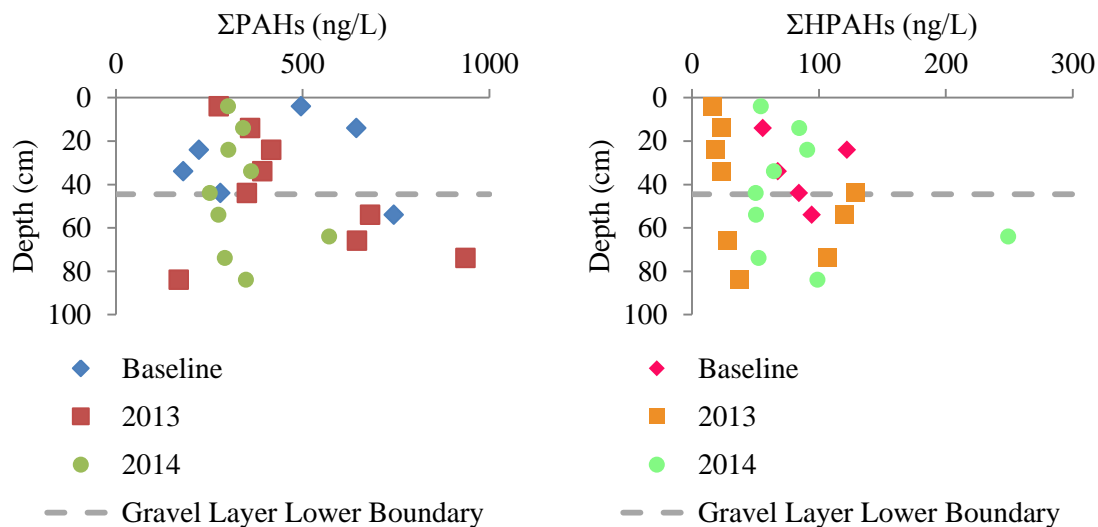 ΣPAHs (ng/L)
0 500 1000
0
20
40
60
80
100
Depth (cm)
Baseline
2013
2014
Gravel Layer Lower Boundary
ΣHPAHs (ng/L)
0 100 200 300
0
20
40
60
80
100
Depth (cm)
Baseline
2013
2014
Gravel Layer Lower Boundary